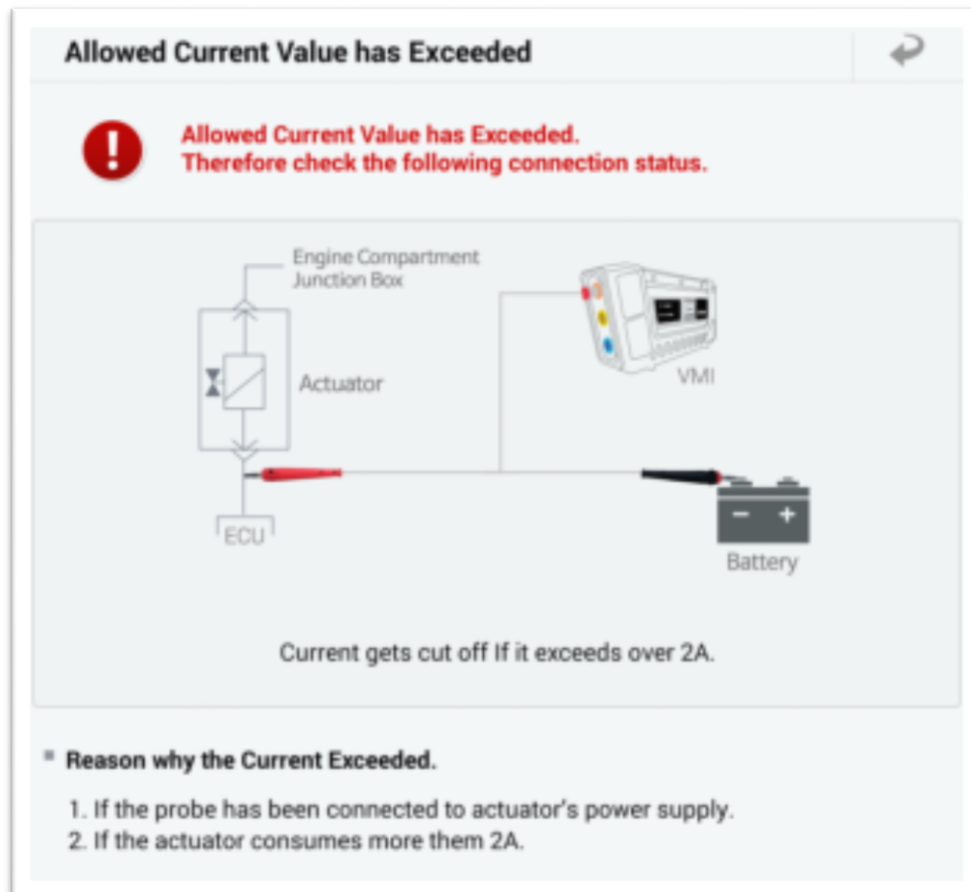 Allowed Current Value has Exceeded
Allowed Current Value has Exceeded.
Therefore check the following connection status.
Engine Compartment
Junction Box
Actuator
VMI
ECU
− +
Battery
Current gets cut off If it exceeds over 2A.
Reason why the Current Exceeded.
1. If the probe has been connected to actuator's power supply.
2. If the actuator consumes more them 2A.